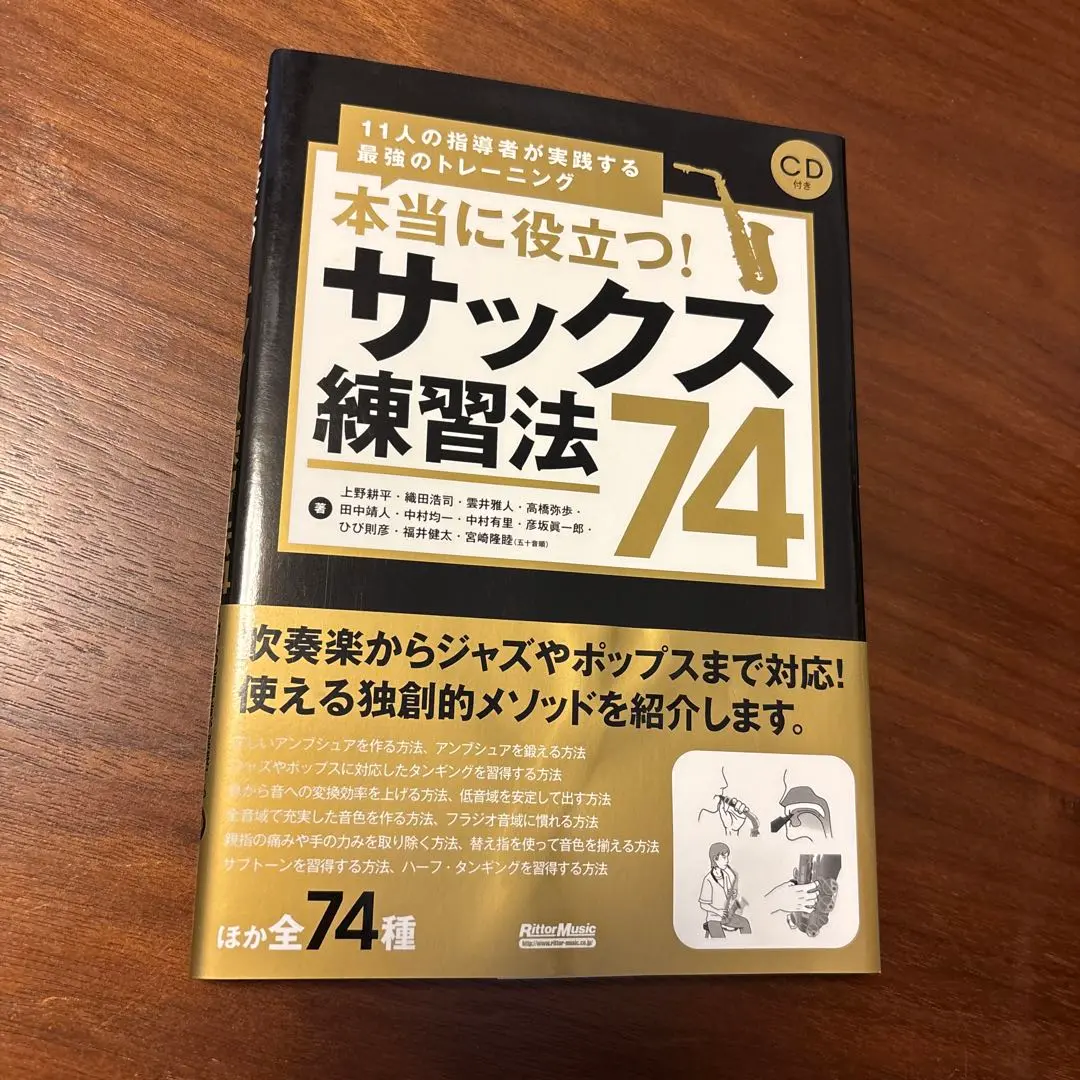 11人の指導者が実践する
最強のトレーニング
CD
付き
本当に役立つ!
サックス
練習法
74
著
上野耕平・織田浩司・雲井雅人・高橋弥歩・
田中靖人・中村均一・中村有里・彦坂眞一郎・
ひび則彦・福井健太・宮崎隆睦(五十音順)
吹奏楽からジャズやポップスまで対応!
使える独創的メソッドを紹介します。
しいアンブシュアを作る方法、アンブシュアを鍛える方法
ャズやポップスに対応したタンギングを習得する方法
から音への変換効率を上げる方法、低音域を安定して出す方法
全音域で充実した音色を作る方法、フラジオ音域に慣れる方法
親指の痛みや手の力みを取り除く方法、替え指を使って音色を揃える方法
サブトーンを習得する方法、ハーフ・タンギングを習得する方法
ほか全74種
RittorMusic
http://www.rittor-music.co.jp/